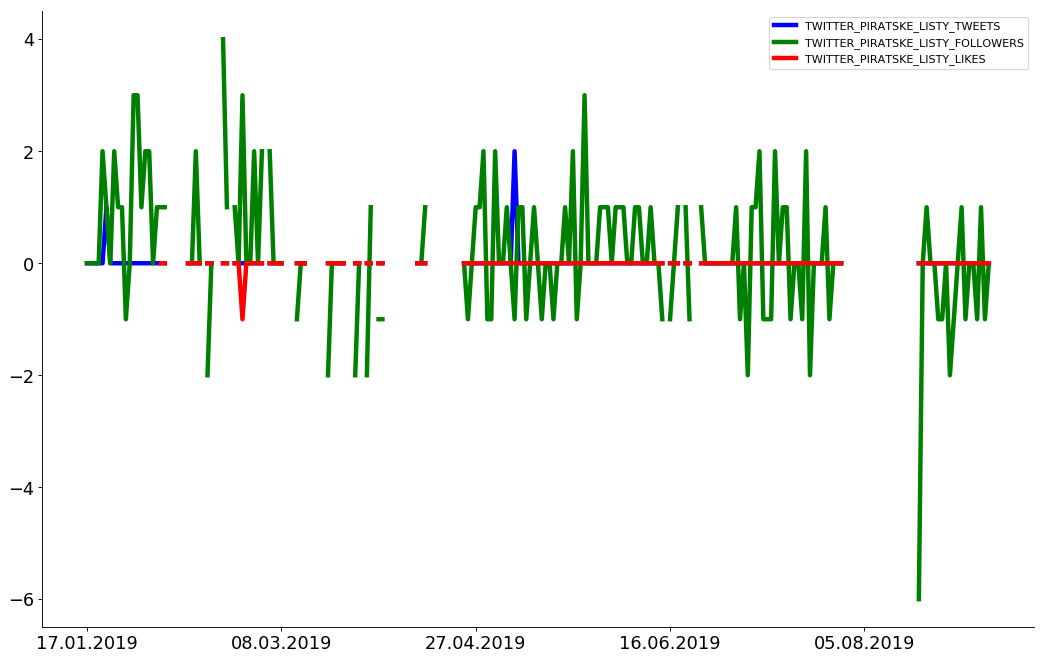 TWITTER_PIRATSKE_LISTY_TWEETS
TWITTER_PIRATSKE_LISTY_FOLLOWERS
TWITTER_PIRATSKE_LISTY_LIKES
4
2
0
−2
−4
−6
17.01.2019 08.03.2019 27.04.2019 16.06.2019 05.08.2019